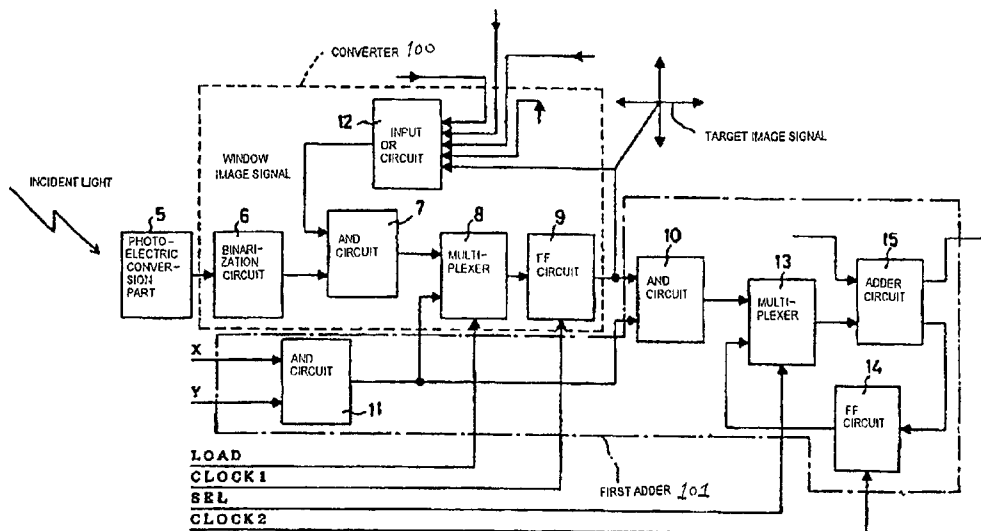 CONVERTER 100
12
INPUT
OR
CIRCUIT
TARGET IMAGE SIGNAL
WINDOW
IMAGE SIGNAL
INCIDENT LIGHT
5
PHOTO-
ELECTRIC
CONVER-
SION
PART
6
BINARIZATION
CIRCUIT
7
AND CIRCUIT
8
MULTI-
PLEXER
9
FF
CIRCUIT
10
AND
CIRCUIT
13
MULTI-
PLEXER
15
ADDER
CIRCUIT
X
Y
AND
CIRCUIT
11
14
FF
CIRCUIT
LOAD
CLOCK1
SEL
CLOCK2
FIRST ADDER 101